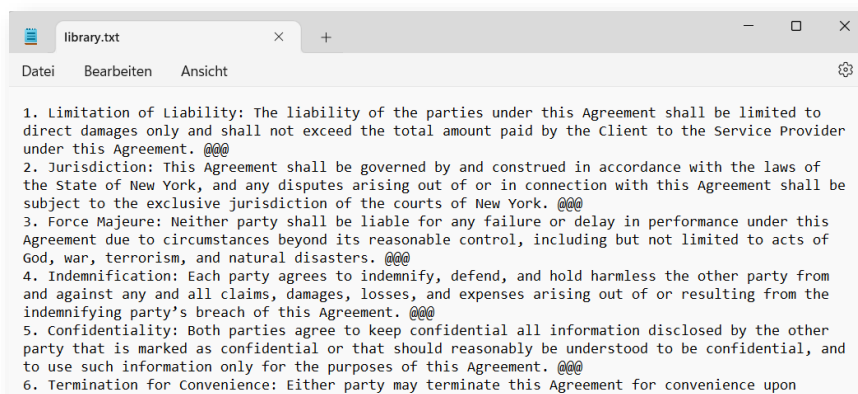 library.txt
Datei Bearbeiten Ansicht
1. Limitation of Liability: The liability of the parties under this Agreement shall be limited to
direct damages only and shall not exceed the total amount paid by the Client to the Service Provider
under this Agreement. @@@
2. Jurisdiction: This Agreement shall be governed by and construed in accordance with the laws of
the State of New York, and any disputes arising out of or in connection with this Agreement shall be
subject to the exclusive jurisdiction of the courts of New York. @@@
3. Force Majeure: Neither party shall be liable for any failure or delay in performance under this
Agreement due to circumstances beyond its reasonable control, including but not limited to acts of
God, war, terrorism, and natural disasters. @@@
4. Indemnification: Each party agrees to indemnify, defend, and hold harmless the other party from
and against any and all claims, damages, losses, and expenses arising out of or resulting from the
indemnifying party’s breach of this Agreement. @@@
5. Confidentiality: Both parties agree to keep confidential all information disclosed by the other
party that is marked as confidential or that should reasonably be understood to be confidential, and
to use such information only for the purposes of this Agreement. @@@
6. Termination for Convenience: Either party may terminate this Agreement for convenience upon